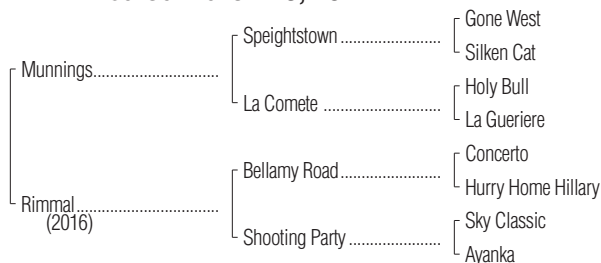 Gone West
Speightstown
Silken Cat
Munnings
Holy Bull
La Comete
La Gueriere
Concerto
Bellamy Road
Hurry Home Hillary
Rimmal
(2016)
Sky Classic
Shooting Party
Ayanka